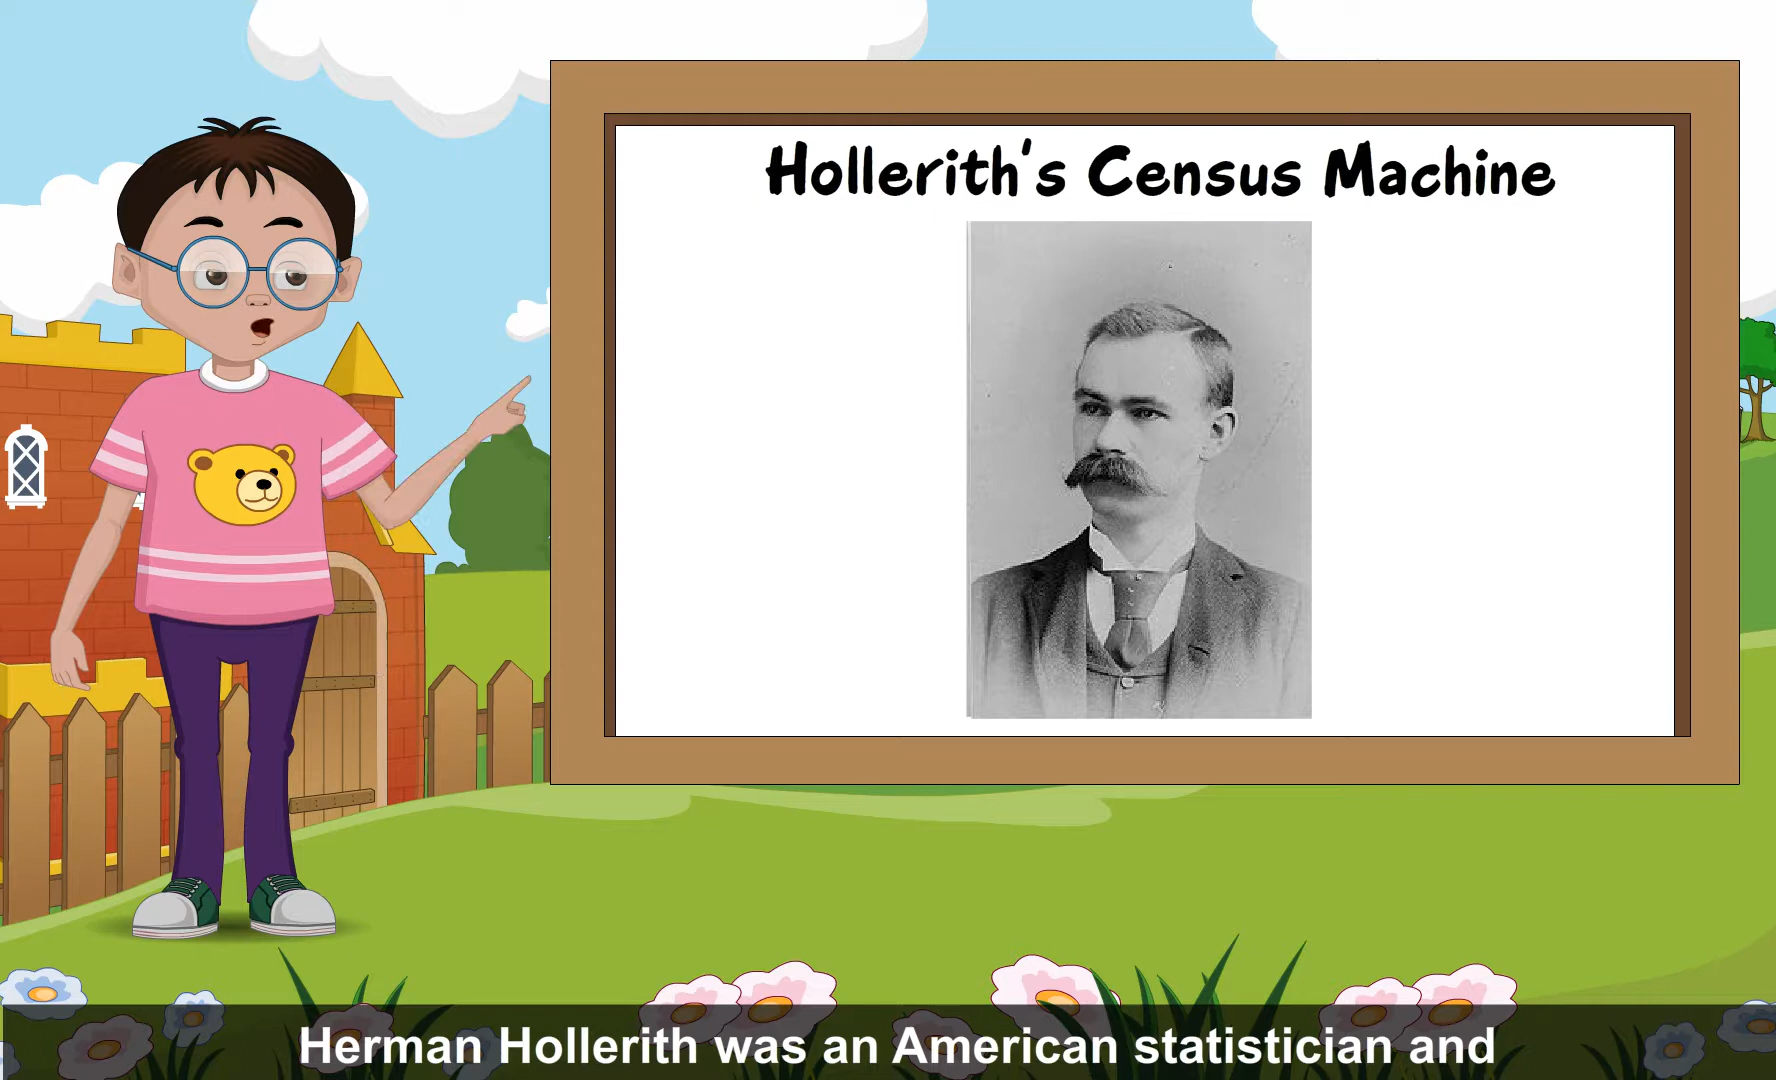 Hollerith's Census Machine
Herman Hollerith was an American statistician and